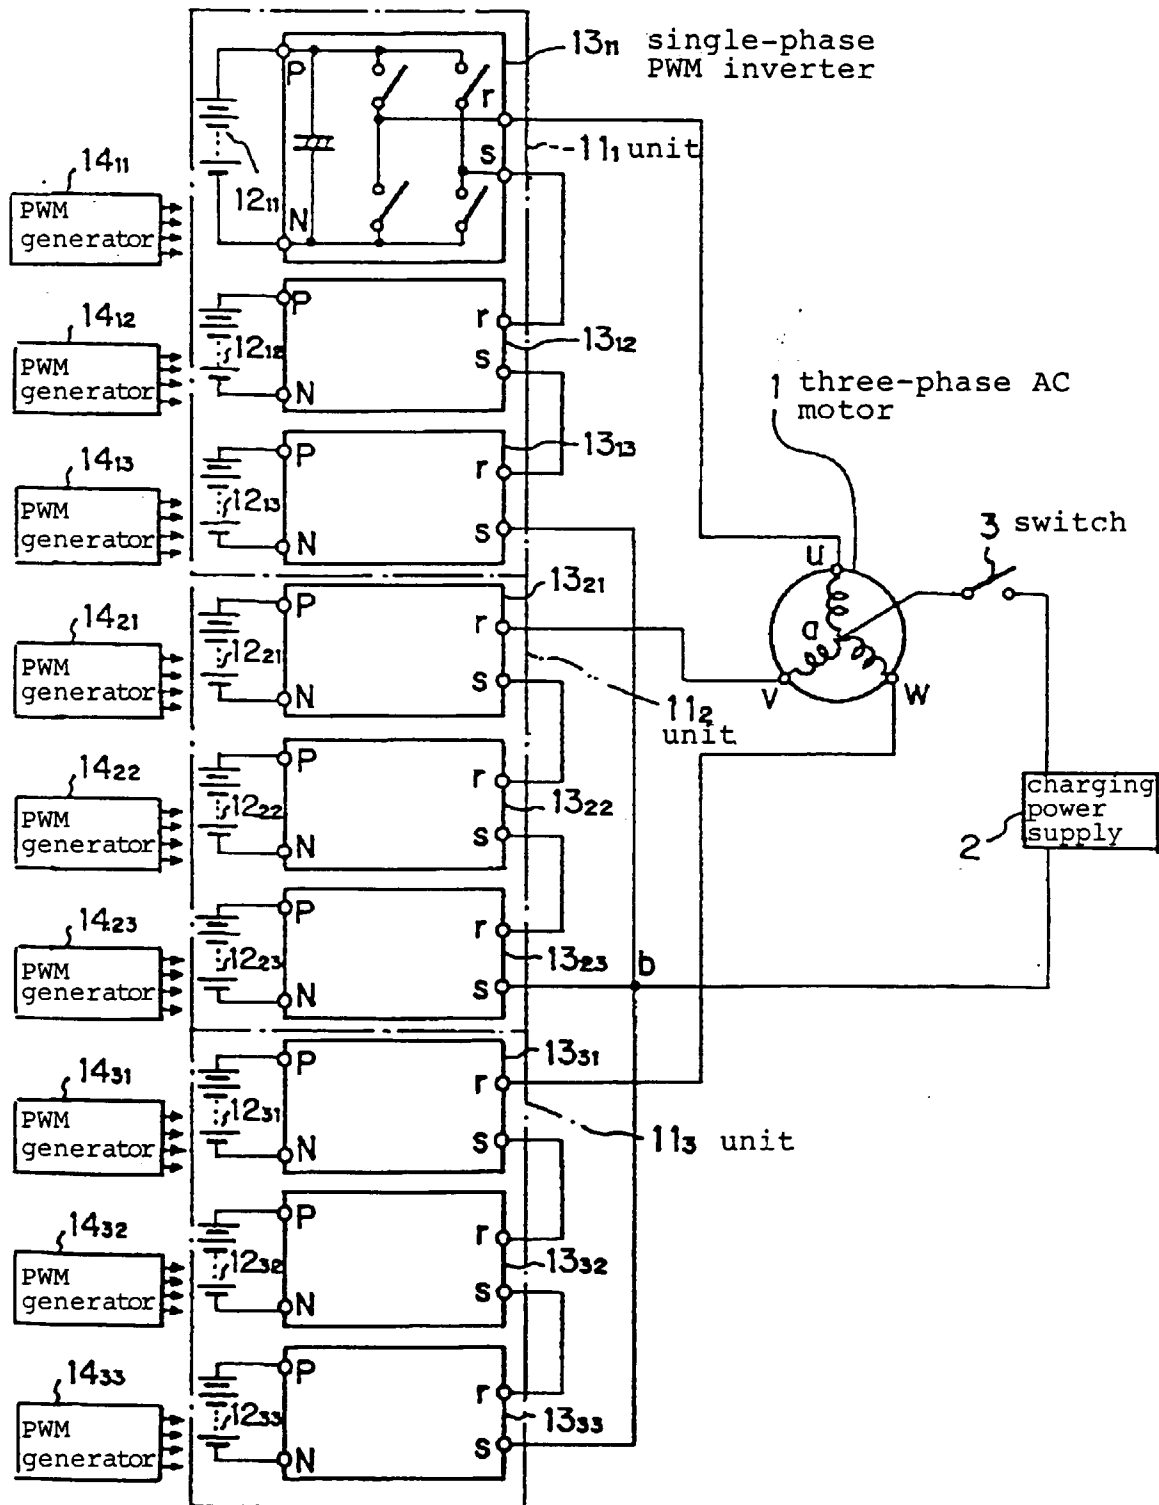 13₁₁ single-phase
PWM inverter
P
r
11₁ unit
s
14₁₁
12₁₁
PWM
generator
N
P
14₁₂
r
13₁₂
12₁₂
s
PWM
generator
N
1 three-phase AC
motor
13₁₃
P
14₁₃
r
12₁₃
PWM
generator
3 switch
s
N
u
13₂₁
P
14₂₁
r
a
12₂₁
PWM
generator
s
N
v
w
11₂
unit
14₂₂
P
r
12₂₂
13₂₂
charging
power
supply
PWM
generator
s
2
N
14₂₃
P
r
12₂₃
13₂₃
b
PWM
generator
s
N
13₃₁
P
14₃₁
r
12₃₁
PWM
generator
s
11₃ unit
N
P
14₃₂
r
12₃₂
13₃₂
PWM
generator
s
N
P
14₃₃
r
12₃₃
13₃₃
PWM
generator
s
N